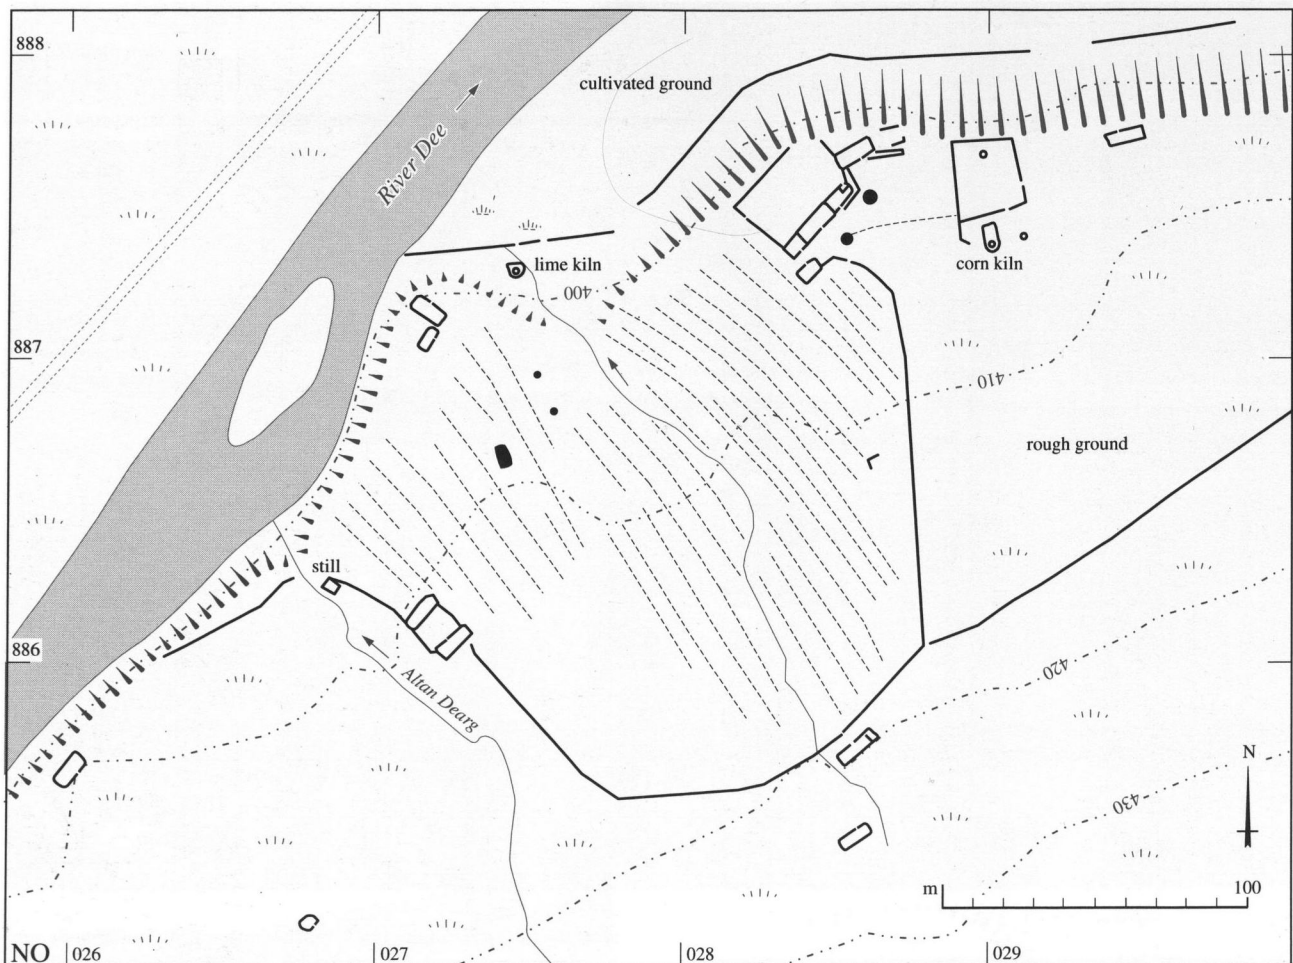 888
cultivated ground
River Dee
lime kiln
corn kiln
400
887
410
rough ground
still
886
Altan Dearg
420
430
N
m 100
NO 026 027 028 029